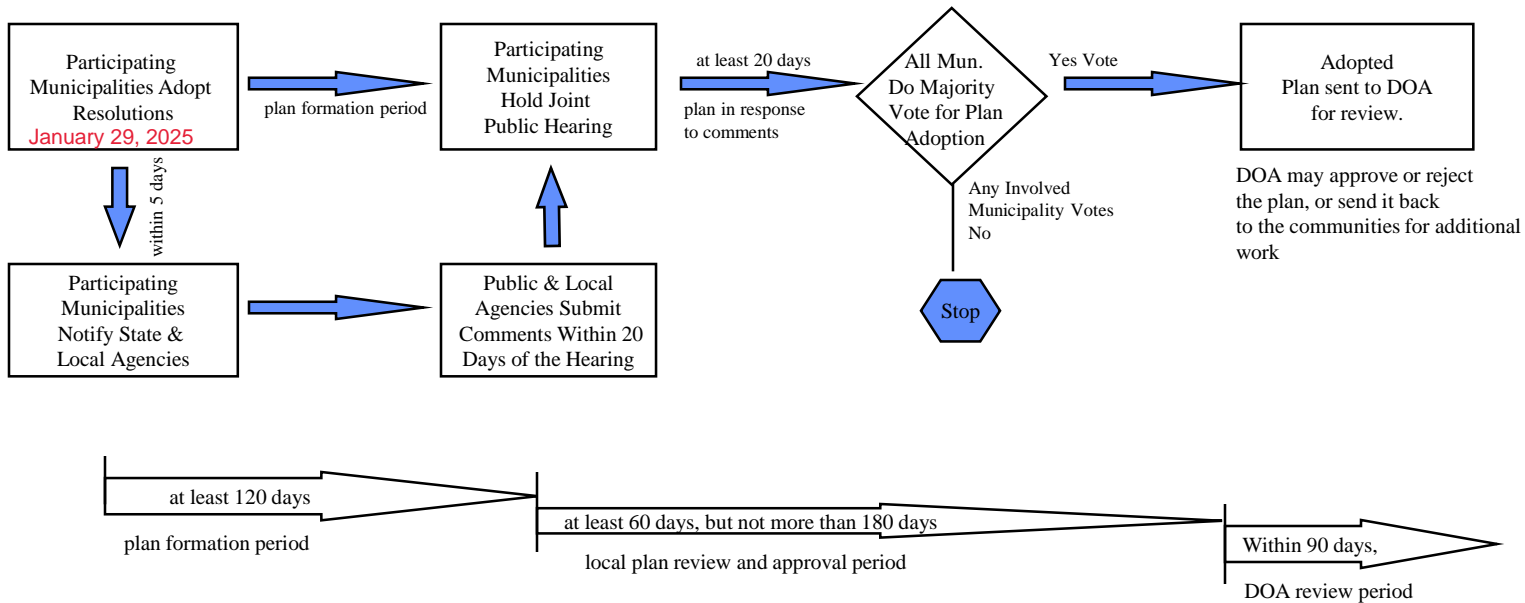 Participating
Municipalities Adopt
Resolutions
January 29, 2025
plan formation period
Participating
Municipalities
Hold Joint
Public Hearing
at least 20 days
plan in response
to comments
All Mun.
Do Majority
Vote for Plan
Adoption
Yes Vote
Adopted
Plan sent to DOA
for review.
DOA may approve or reject
the plan, or send it back
to the communities for additional
work
within 5 days
Any Involved
Municipality Votes
No
Participating
Municipalities
Notify State &
Local Agencies
Public & Local
Agencies Submit
Comments Within 20
Days of the Hearing
Stop
at least 120 days
plan formation period
at least 60 days, but not more than 180 days
local plan review and approval period
Within 90 days,
DOA review period